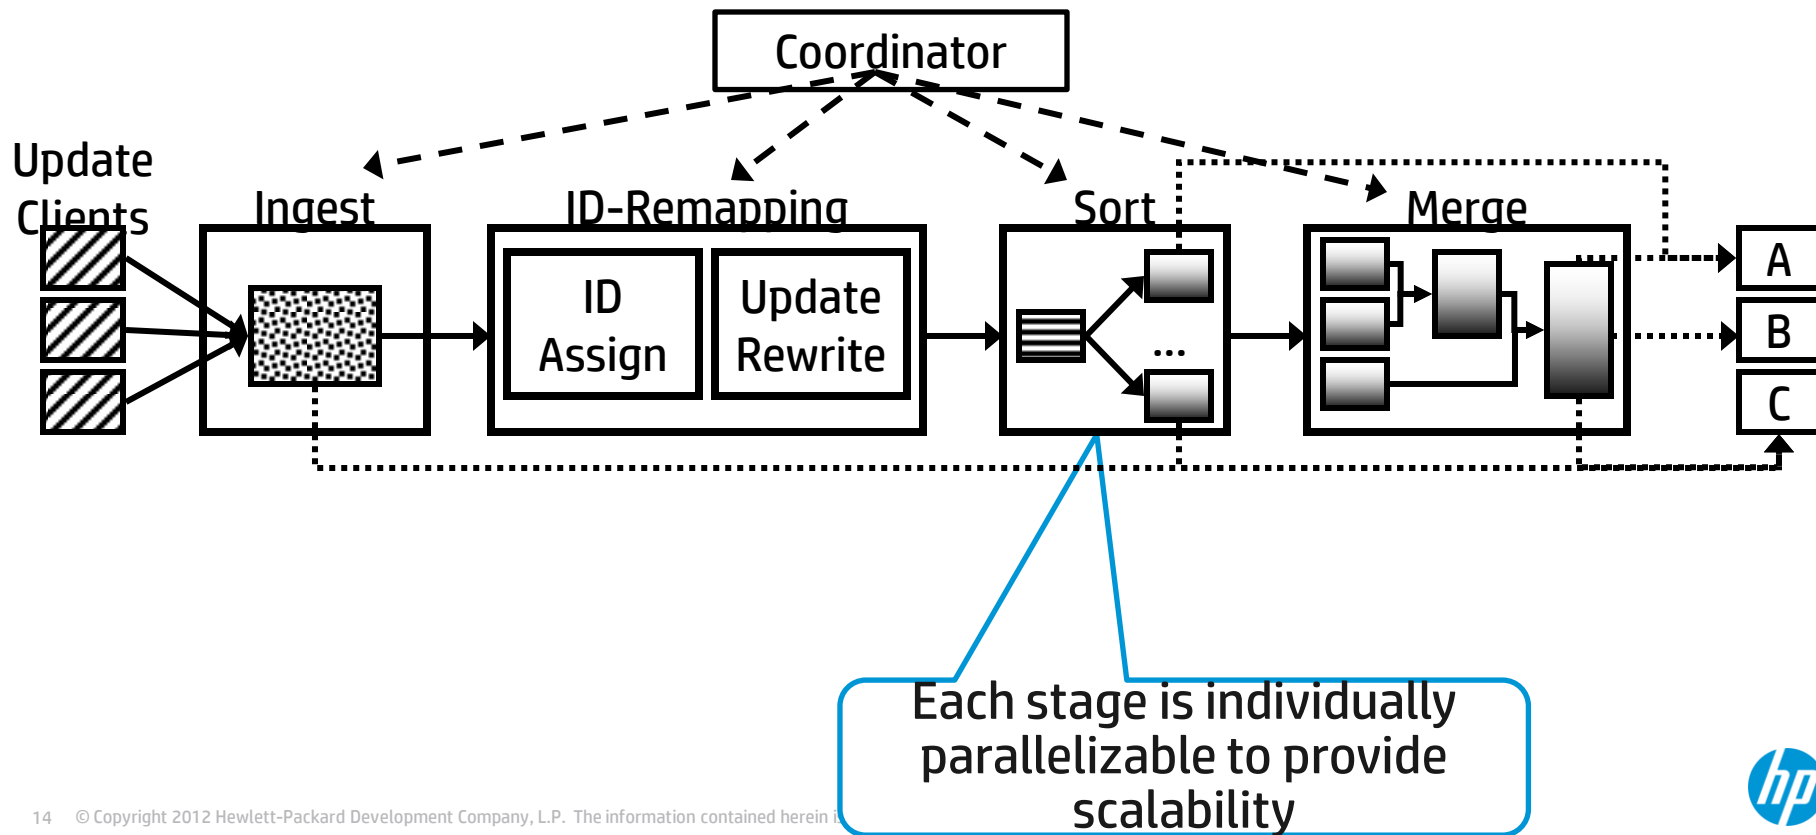 Coordinator
Update
Clients
Ingest
ID-Remapping
Sort
Merge
ID
Assign
Update
Rewrite
...
A
B
C
Each stage is individually
parallelizable to provide
scalability
14 © Copyright 2012 Hewlett-Packard Development Company, L.P. The information contained herein
hp